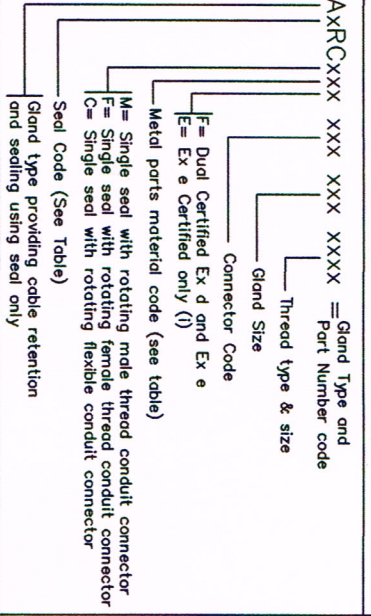 AxRCxxx xxx xxx xxxx = Gland Type and
Part Number code
Thread type & size
Gland Size
Connector Code
F= Dual Certified Ex d and Ex e
E= Ex e Certified only (i)
Metal parts material code (see table)
M= Single seal with rotating male thread conduit connector
F= Single seal with rotating female thread conduit connector
C= Single seal with rotating flexible conduit connector
Seal Code (See Table)
Gland type providing cable retention
and sealing using seal only